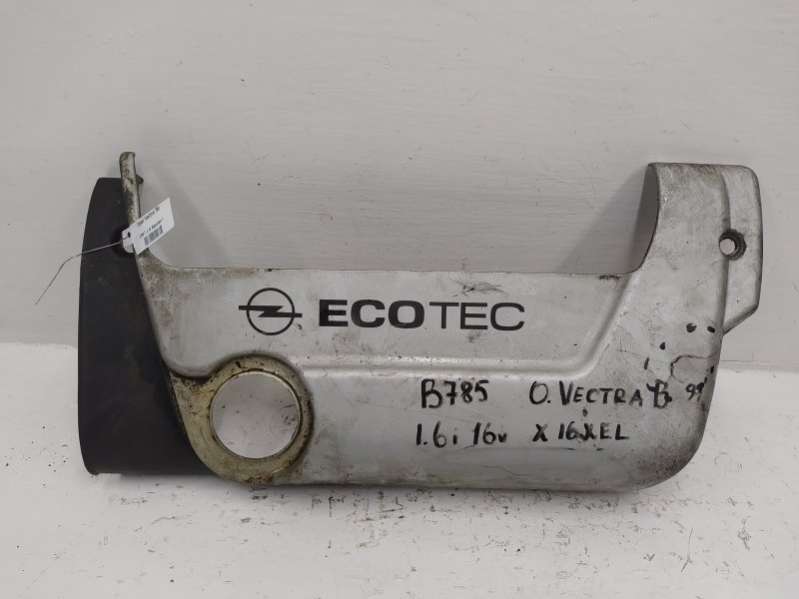 ECOTEC
B785 O. VECTRA B 99
1.6i 16v X16XEL